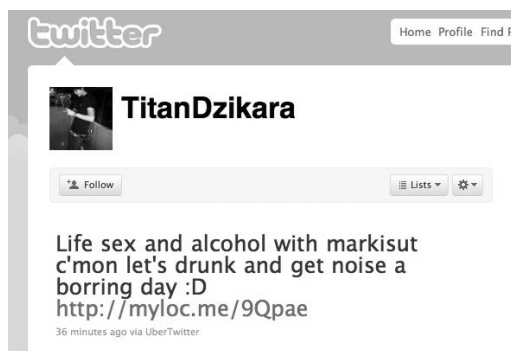 twitter
Home Profile Find
TitanDzikara
Follow
Lists
Life sex and alcohol with markisut
c'mon let's drunk and get noise a
borring day :D
http://myloc.me/9Qpae
36 minutes ago via UberTwitter